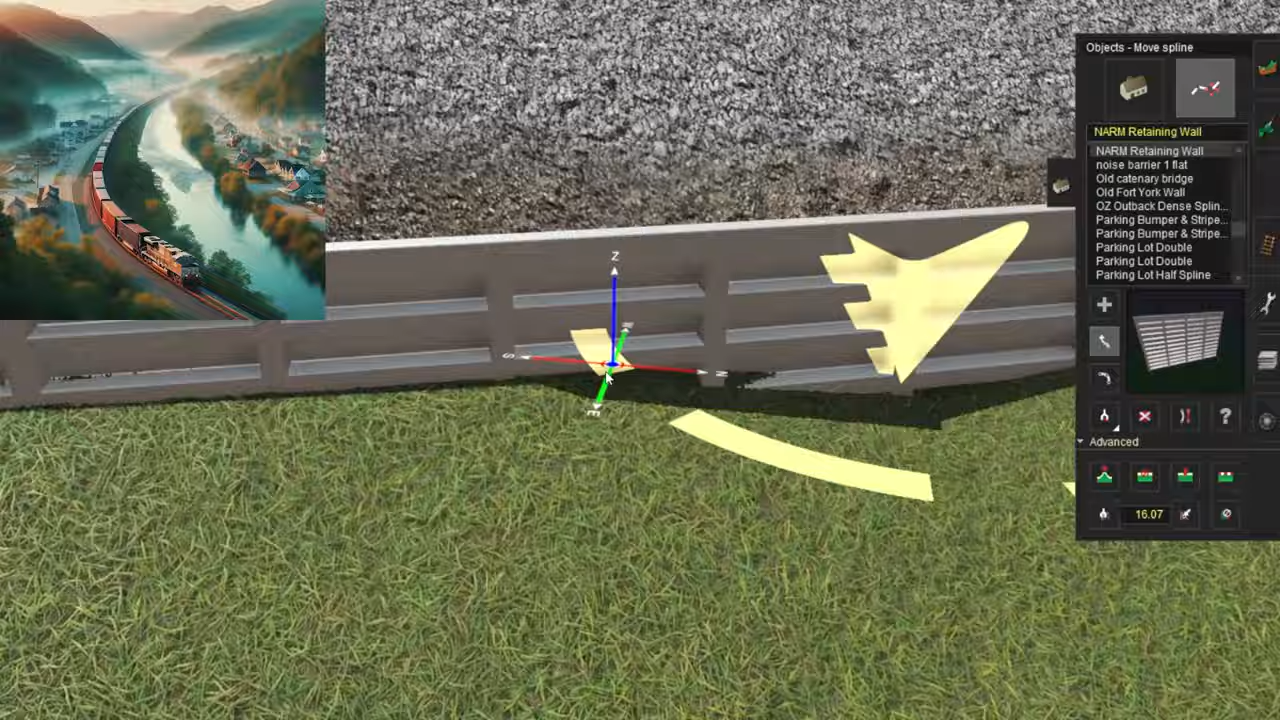 Objects - Move spline
NARM Retaining Wall
NARM Retaining Wall
noise barrier 1 flat
Old catenary bridge
Old Fort York Wall
OZ Outback Dense Splin...
Parking Bumper & Stripe...
Parking Bumper & Stripe...
Parking Lot Double
Parking Lot Double
Parking Lot Half Spline
Advanced
16.07
Z
S
N
E